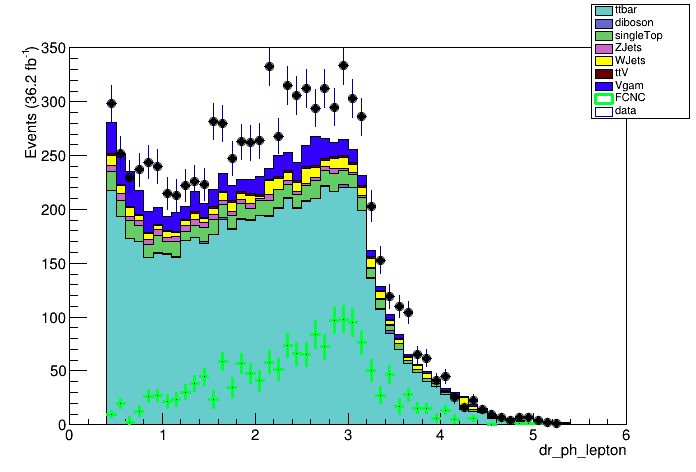 ttbar
diboson
singleTop
ZJets
WJets
ttV
Vgam
FCNC
data
Events (36.2 fb⁻¹)
350
300
250
200
150
100
50
0
0 1 2 3 4 5 6
dr_ph_lepton